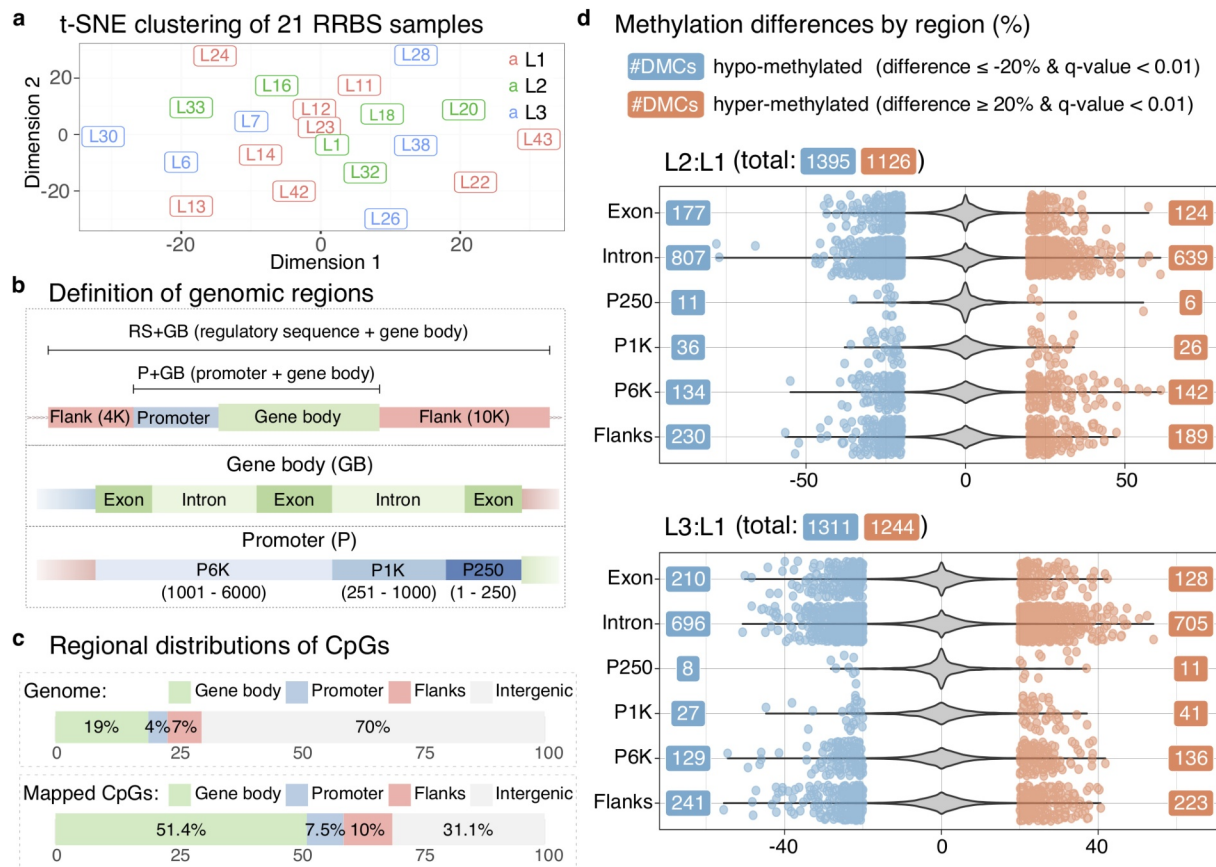 a t-SNE clustering of 21 RRBS samples
Dimension 2
20
0
-20
L24
L28
L16
L11
L33
L12
L18
L20
L7
L23
L30
L1
L38
L43
L6
L14
L32
L42
L22
L13
L26
a L1
a L2
a L3
-20 0 20
Dimension 1
b Definition of genomic regions
RS+GB (regulatory sequence + gene body)
P+GB (promoter + gene body)
Flank (4K) Promoter Gene body Flank (10K)
Gene body (GB)
Exon Intron Exon Intron Exon
Promoter (P)
P6K P1K P250
(1001 - 6000) (251 - 1000) (1 - 250)
c Regional distributions of CpGs
Genome: Gene body Promoter Flanks Intergenic
19% 4% 7% 70%
0 25 50 75 100
Mapped CpGs: Gene body Promoter Flanks Intergenic
51.4% 7.5% 10% 31.1%
0 25 50 75 100
d Methylation differences by region (%)
#DMCs hypo-methylated (difference ≤ -20% & q-value < 0.01)
#DMCs hyper-methylated (difference ≥ 20% & q-value < 0.01)
L2:L1 (total: 1395 1126)
Exon 177 124
Intron 807 639
P250 11 6
P1K 36 26
P6K 134 142
Flanks 230 189
-50 0 50
L3:L1 (total: 1311 1244)
Exon 210 128
Intron 696 705
P250 8 11
P1K 27 41
P6K 129 136
Flanks 241 223
-40 0 40